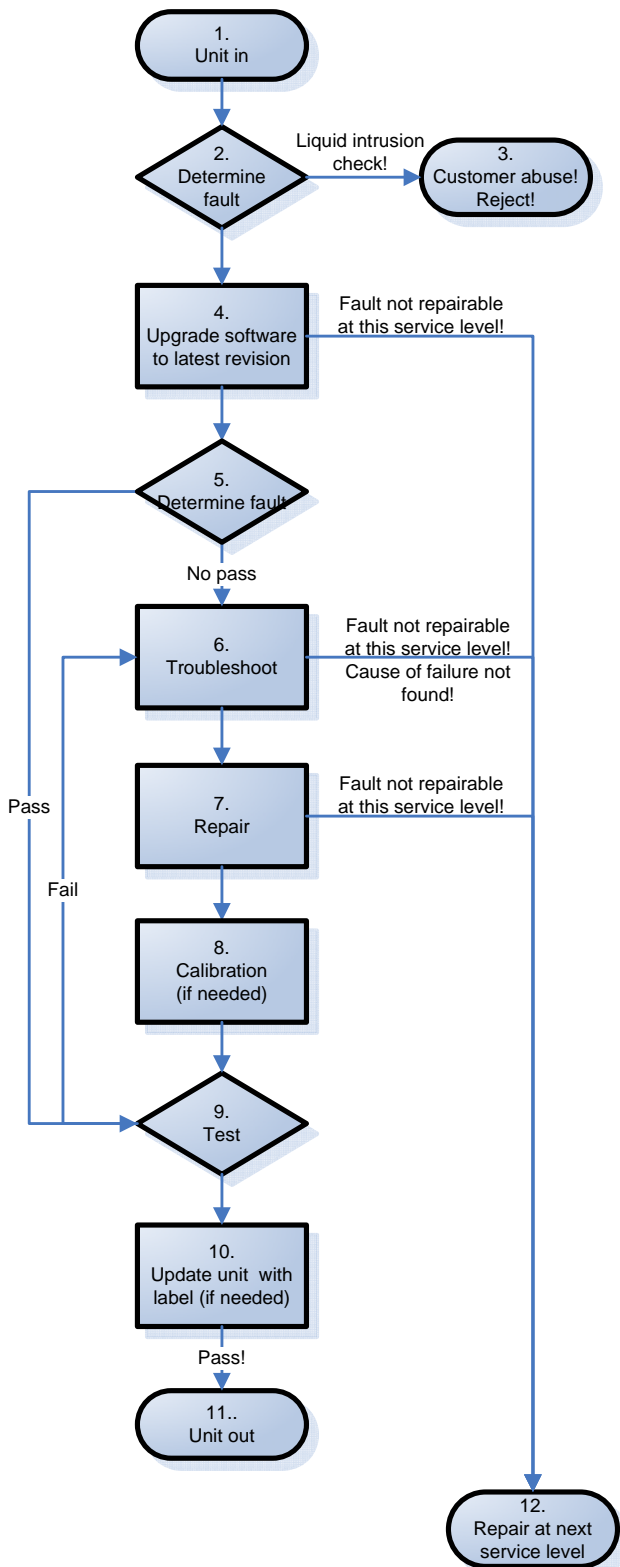 1.
Unit in
2.
Determine
fault
Liquid intrusion
check!
3.
Customer abuse!
Reject!
4.
Upgrade software
to latest revision
Fault not repairable
at this service level!
5.
Determine fault
No pass
6.
Troubleshoot
Fault not repairable
at this service level!
Cause of failure not
found!
7.
Repair
Fault not repairable
at this service level!
Pass
Fail
8.
Calibration
(if needed)
9.
Test
10.
Update unit with
label (if needed)
Pass!
11..
Unit out
12.
Repair at next
service level